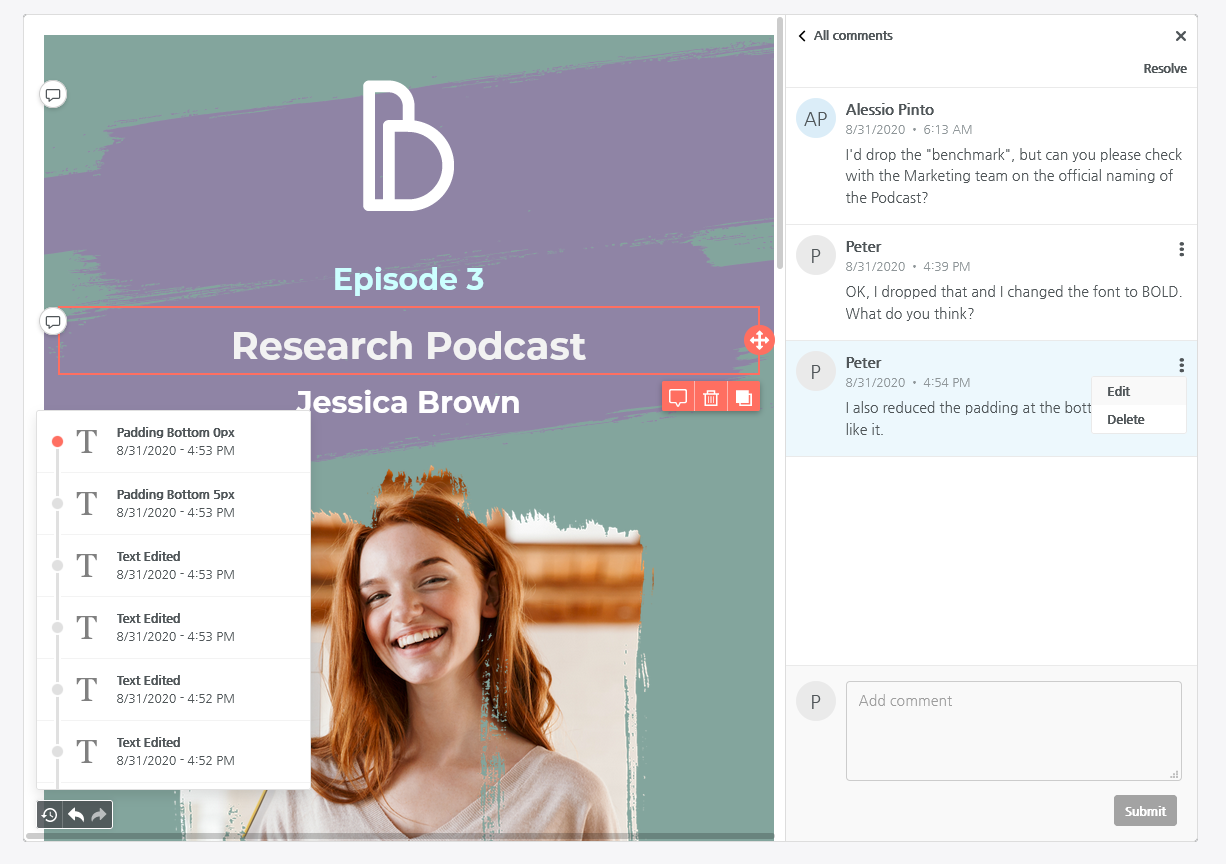 B
Episode 3
Research Podcast
Jessica Brown
T
Padding Bottom 0px
8/31/2020 - 4:53 PM
T
Padding Bottom 5px
8/31/2020 - 4:53 PM
T
Text Edited
8/31/2020 - 4:53 PM
T
Text Edited
8/31/2020 - 4:53 PM
T
Text Edited
8/31/2020 - 4:52 PM
T
Text Edited
8/31/2020 - 4:52 PM
All comments
Resolve
AP
Alessio Pinto
8/31/2020 • 6:13 AM
I'd drop the "benchmark", but can you please check
with the Marketing team on the official naming of
the Podcast?
P
Peter
8/31/2020 • 4:39 PM
OK, I dropped that and I changed the font to BOLD.
What do you think?
P
Peter
8/31/2020 • 4:54 PM
I also reduced the padding at the
like it.
Edit
Delete
P
Add comment
Submit